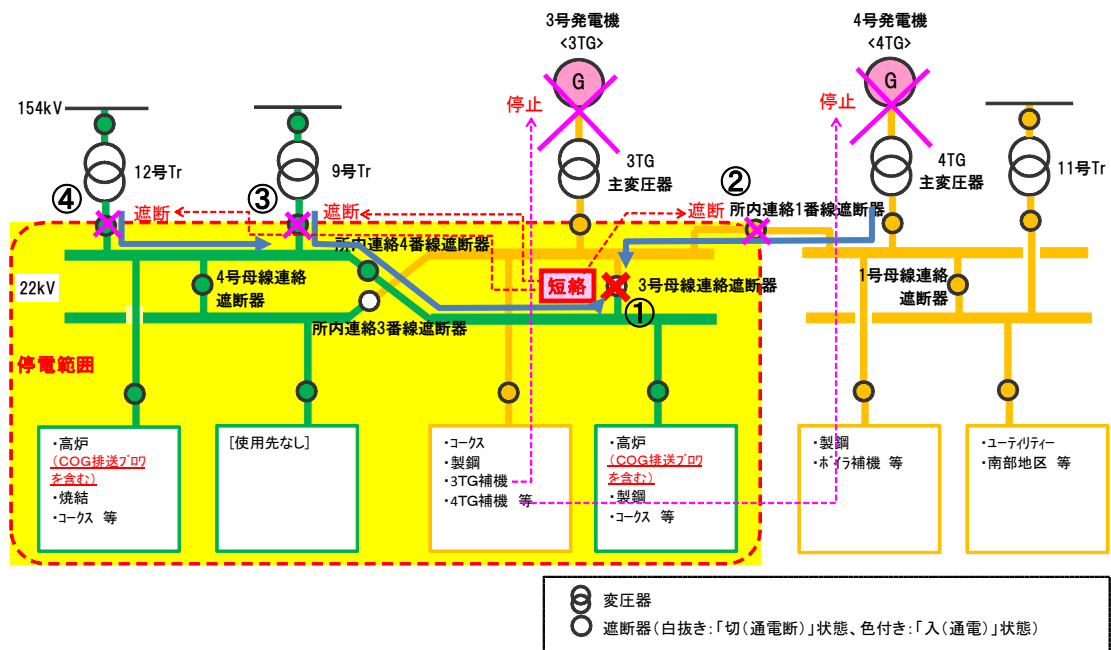 3号発電機
<3TG>
4号発電機
<4TG>
G
G
154kV
停止
停止
12号Tr
9号Tr
3TG
主変圧器
4TG
主変圧器
11号Tr
④
遮断
③
遮断
②
遮断
所内連絡1番線遮断器
所内連絡4番線遮断器
4号母線連絡
遮断器
22kV
短絡
3号母線連絡遮断器
1号母線連絡
遮断器
①
所内連絡3番線遮断器
停電範囲
・高炉
(COG排送ブロワ
を含む)
・焼結
・コークス 等
[使用先なし]
・コークス
・製鋼
・3TG補機
・4TG補機 等
・高炉
(COG排送ブロワ
を含む)
・製鋼
・コークス 等
・製鋼
・ボイラ補機 等
・ユーティリティー
・南部地区 等
変圧器
遮断器(白抜き:「切(通電断)」状態、色付き:「入(通電)」状態)